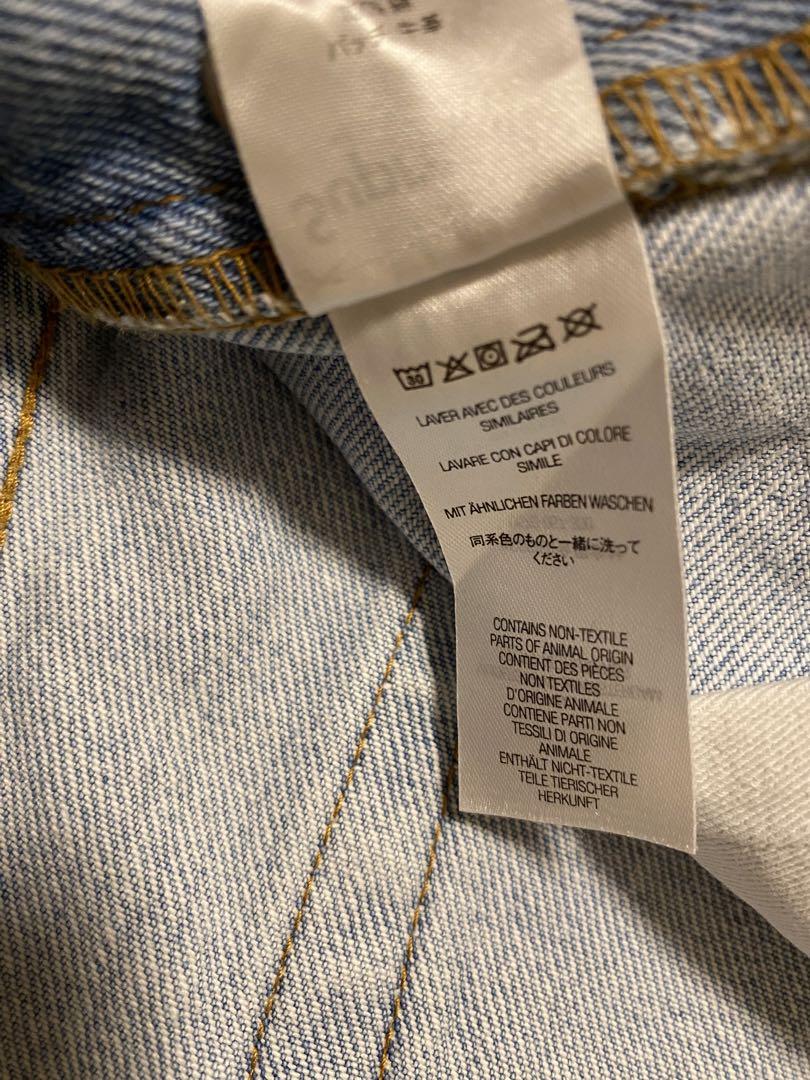 30
LAVER AVEC DES COULEURS
SIMILAIRES
LAVARE CON CAPI DI COLORE
SIMILE
MIT ÄHNLICHEN FARBEN WASCHEN
同系色のものと一緒に洗って
ください
CONTAINS NON-TEXTILE
PARTS OF ANIMAL ORIGIN
CONTIENT DES PIÈCES
NON TEXTILES
D'ORIGINE ANIMALE
CONTIENE PARTI NON
TESSILI DI ORIGINE
ANIMALE
ENTHÄLT NICHT-TEXTILE
TEILE TIERISCHER
HERKUNFT